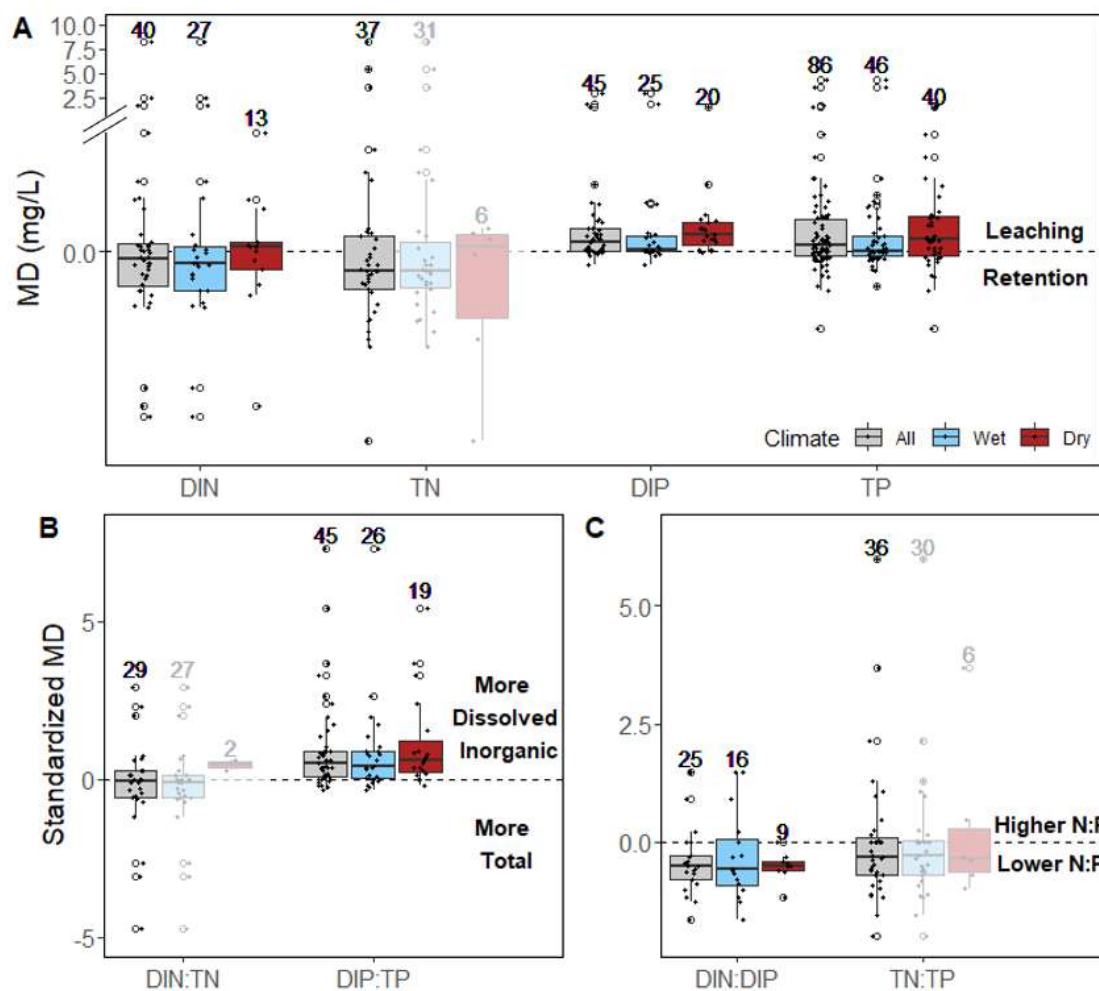 A
10.0
7.5
5.0
2.5
0.0
MD (mg/L)
40 27 13 37 31 6 45 25 20 86 46 40
Leaching
Retention
Climate All Wet Dry
DIN TN DIP TP
B
5
0
-5
Standardized MD
29 27 2 45 26 19
More
Dissolved
Inorganic
More
Total
DIN:TN DIP:TP
C
5.0
2.5
0.0
25 16 9 36 30 6
Higher N:P
Lower N:P
DIN:DIP TN:TP